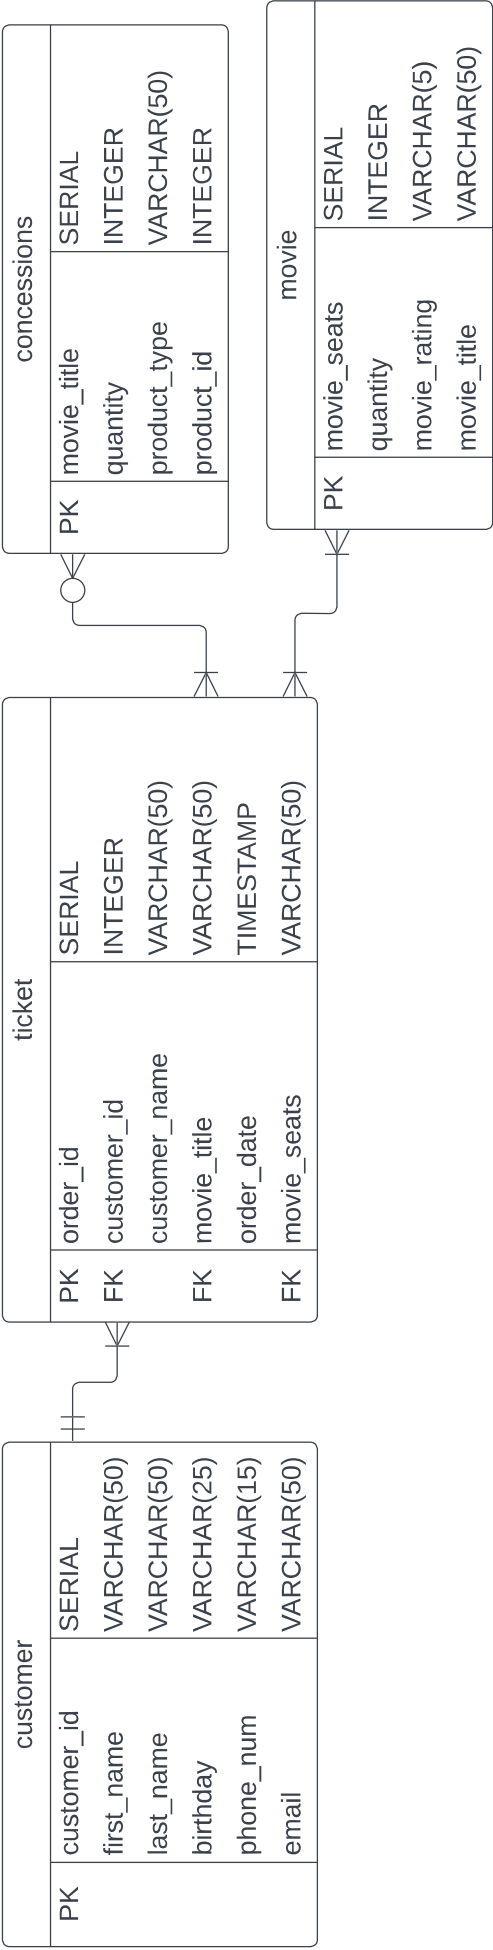 customer
PK customer_id SERIAL
first_name VARCHAR(50)
last_name VARCHAR(50)
birthday VARCHAR(25)
phone_num VARCHAR(15)
email VARCHAR(50)
ticket
PK order_id SERIAL
FK customer_id INTEGER
customer_name VARCHAR(50)
FK movie_title VARCHAR(50)
order_date TIMESTAMP
FK movie_seats VARCHAR(50)
concessions
PK movie_title SERIAL
quantity INTEGER
product_type VARCHAR(50)
product_id INTEGER
movie
PK movie_seats SERIAL
quantity INTEGER
movie_rating VARCHAR(5)
movie_title VARCHAR(50)